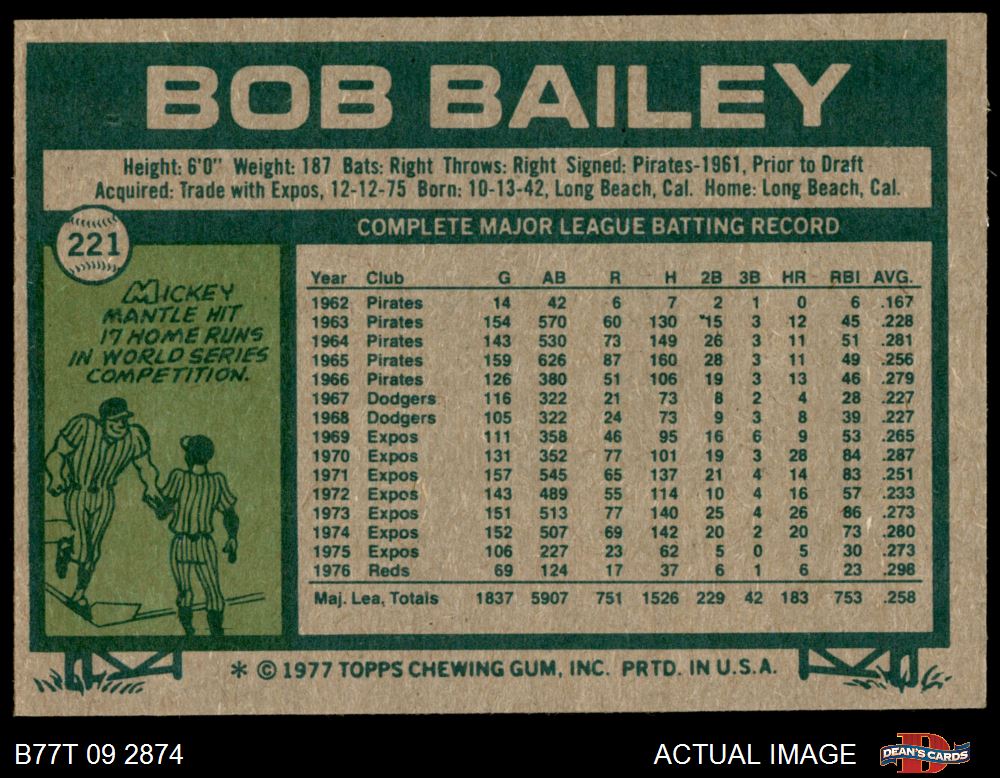 BOB BAILEY
Height: 6'0" Weight: 187 Bats: Right Throws: Right Signed: Pirates-1961, Prior to Draft
Acquired: Trade with Expos, 12-12-75 Born: 10-13-42, Long Beach, Cal. Home: Long Beach, Cal.
221
MICKEY
MANTLE HIT
17 HOME RUNS
IN WORLD SERIES
COMPETITION.
COMPLETE MAJOR LEAGUE BATTING RECORD
Year Club G AB R H 2B 3B HR RBI AVG.
1962 Pirates 14 42 6 7 2 1 0 6 .167
1963 Pirates 154 570 60 130 15 3 12 45 .228
1964 Pirates 143 530 73 149 26 3 11 51 .281
1965 Pirates 159 626 87 160 28 3 11 49 .256
1966 Pirates 126 380 51 106 19 3 13 46 .279
1967 Dodgers 116 322 21 73 8 2 4 28 .227
1968 Dodgers 105 322 24 73 9 3 8 39 .227
1969 Expos 111 358 46 95 16 6 9 53 .265
1970 Expos 131 352 77 101 19 3 28 84 .287
1971 Expos 157 545 65 137 21 4 14 83 .251
1972 Expos 143 489 55 114 10 4 16 57 .233
1973 Expos 151 513 77 140 25 4 26 86 .273
1974 Expos 152 507 69 142 20 2 20 73 .280
1975 Expos 106 227 23 62 5 0 5 30 .273
1976 Reds 69 124 17 37 6 1 6 23 .298
Maj. Lea, Totals 1837 5907 751 1526 229 42 183 753 .258
* © 1977 TOPPS CHEWING GUM, INC. PRTD. IN U.S.A.
B77T 09 2874
ACTUAL IMAGE
DEAN'S CARDS